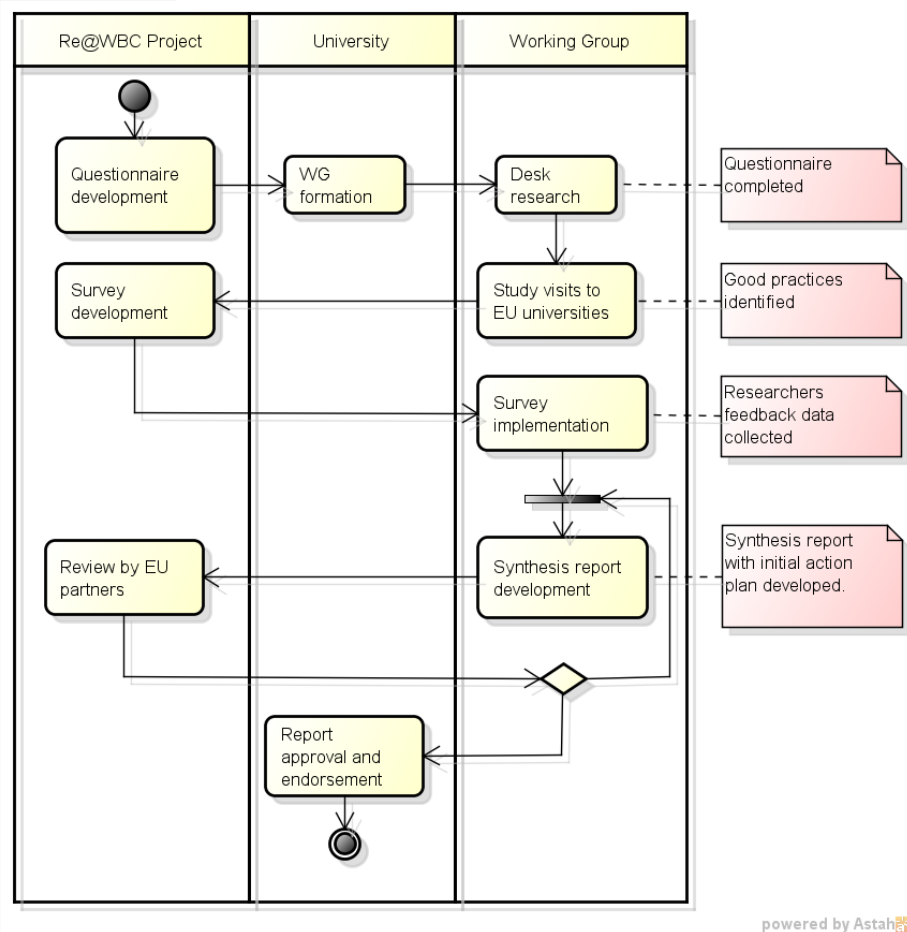 Re@WBC Project
University
Working Group
Questionnaire
development
WG
formation
Desk
research
Questionnaire
completed
Survey
development
Study visits to
EU universities
Good practices
identified
Survey
implementation
Researchers
feedback data
collected
Review by EU
partners
Synthesis report
development
Synthesis report
with initial action
plan developed.
Report
approval and
endorsement
powered by Astah